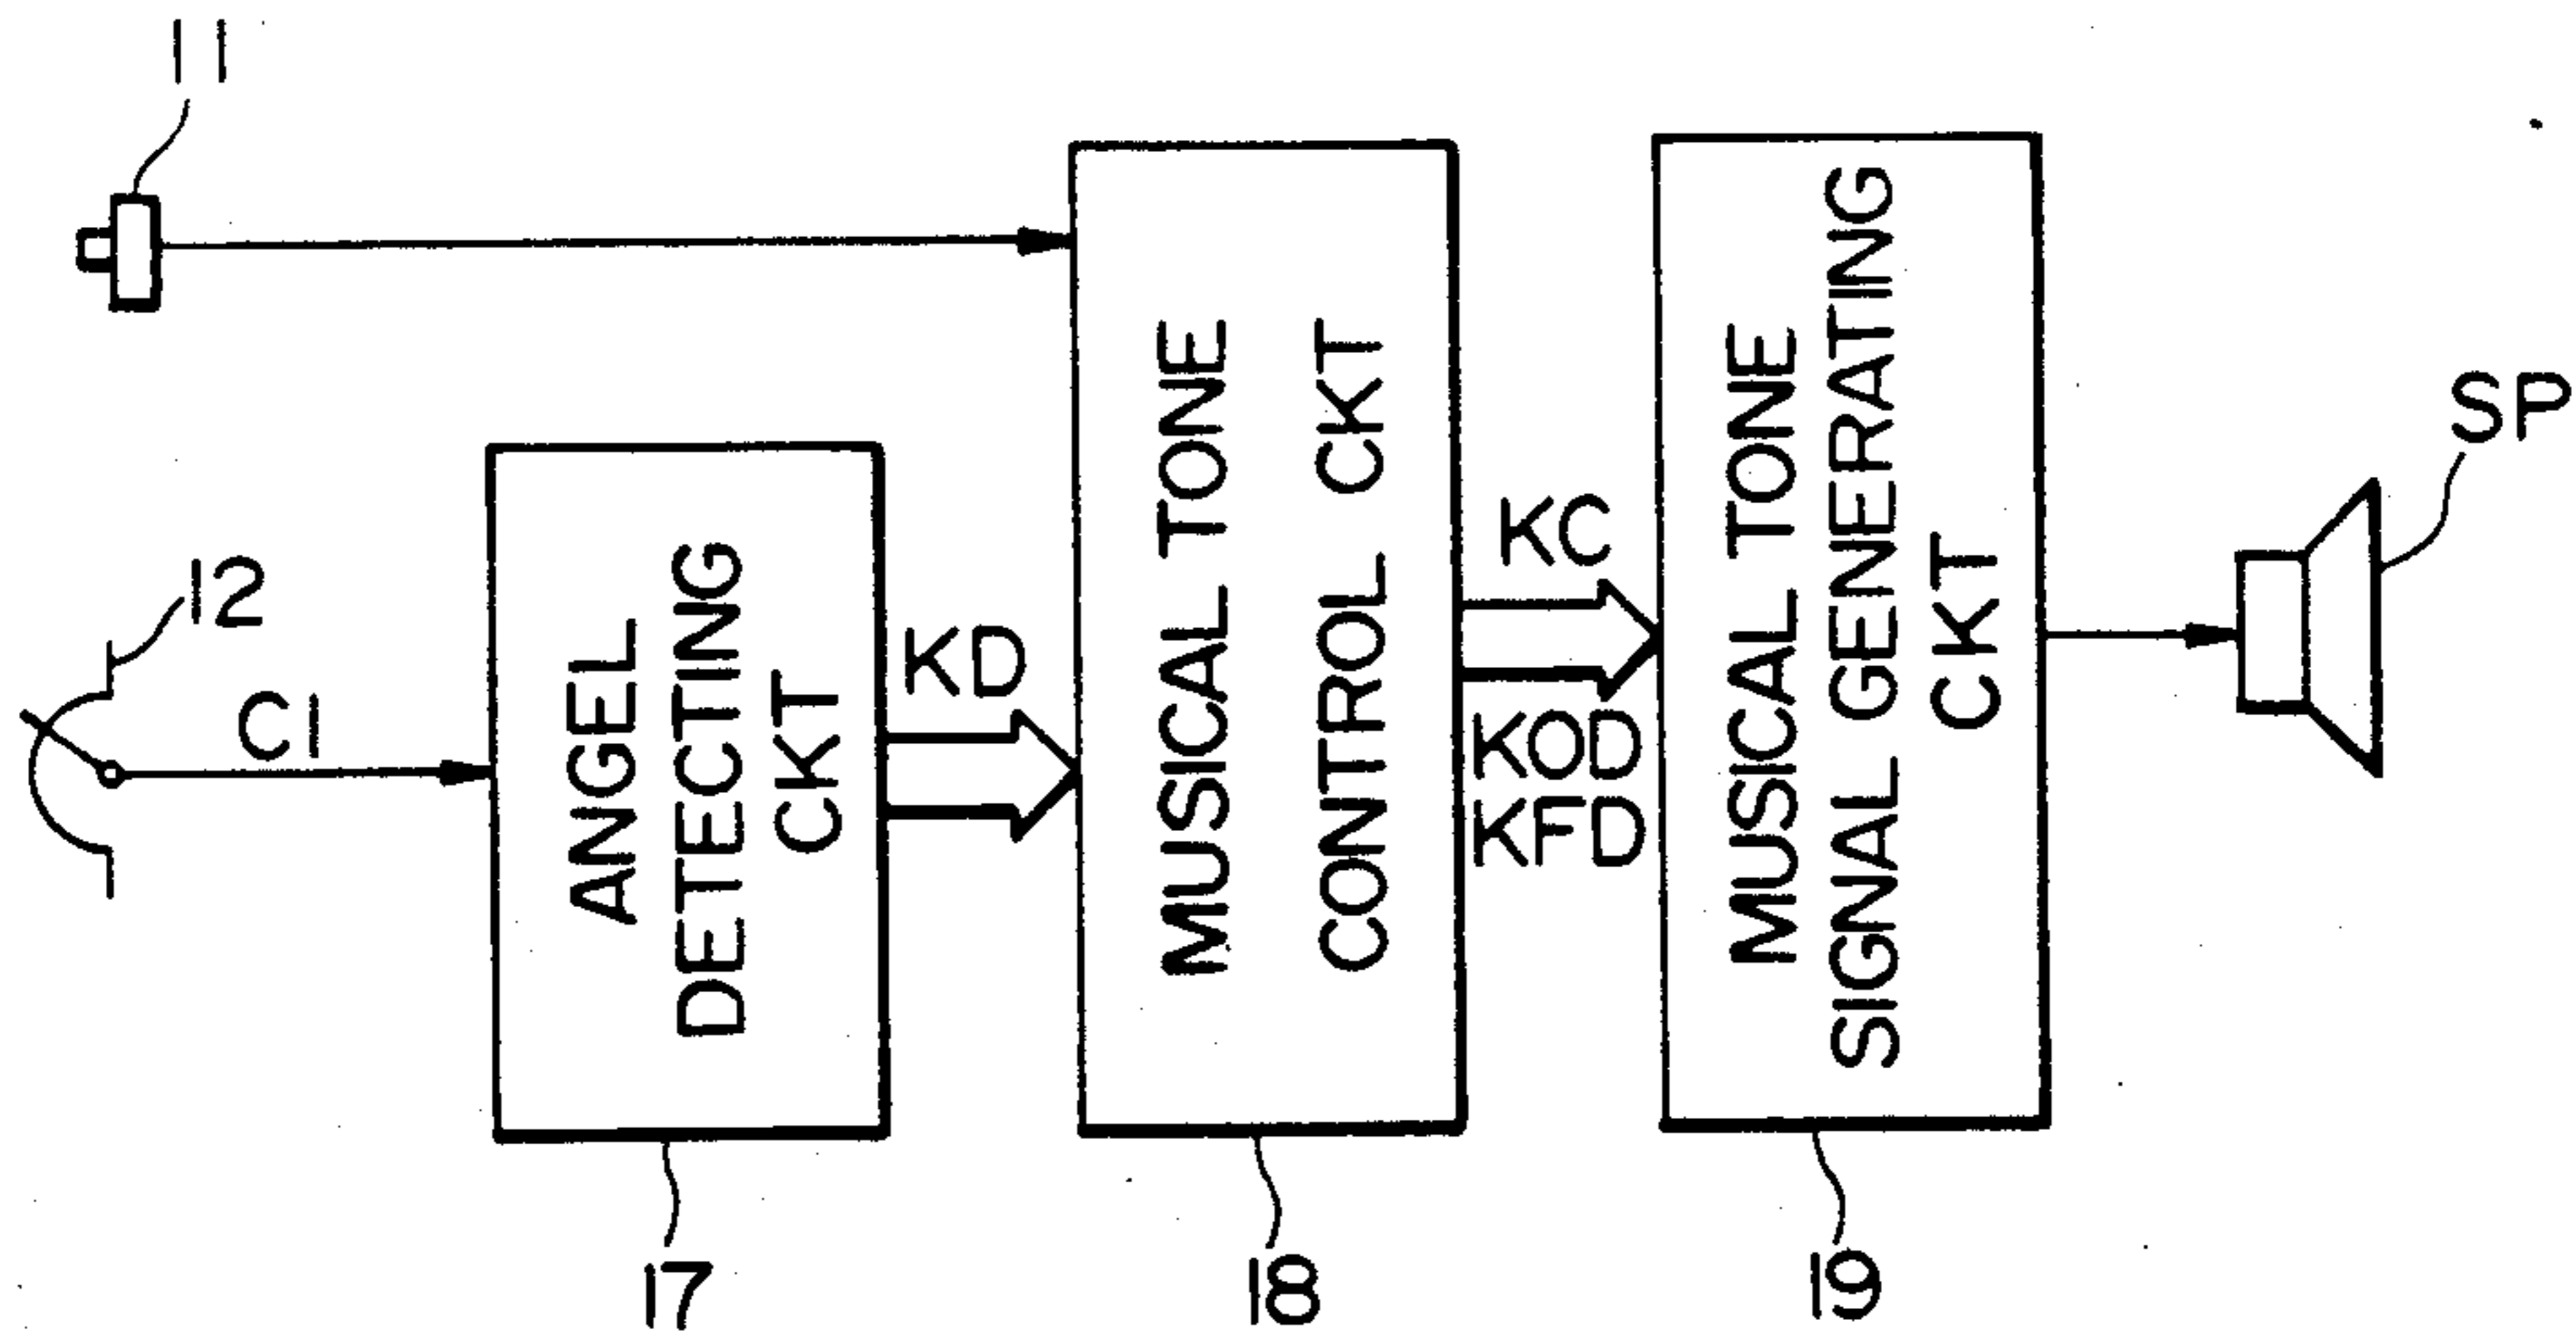 11
12
C1
ANGEL
DETECTING
CKT
17
KD
MUSICAL TONE
CONTROL CKT
18
KC
KOD
KFD
MUSICAL TONE
SIGNAL GENERATING
CKT
19
SP